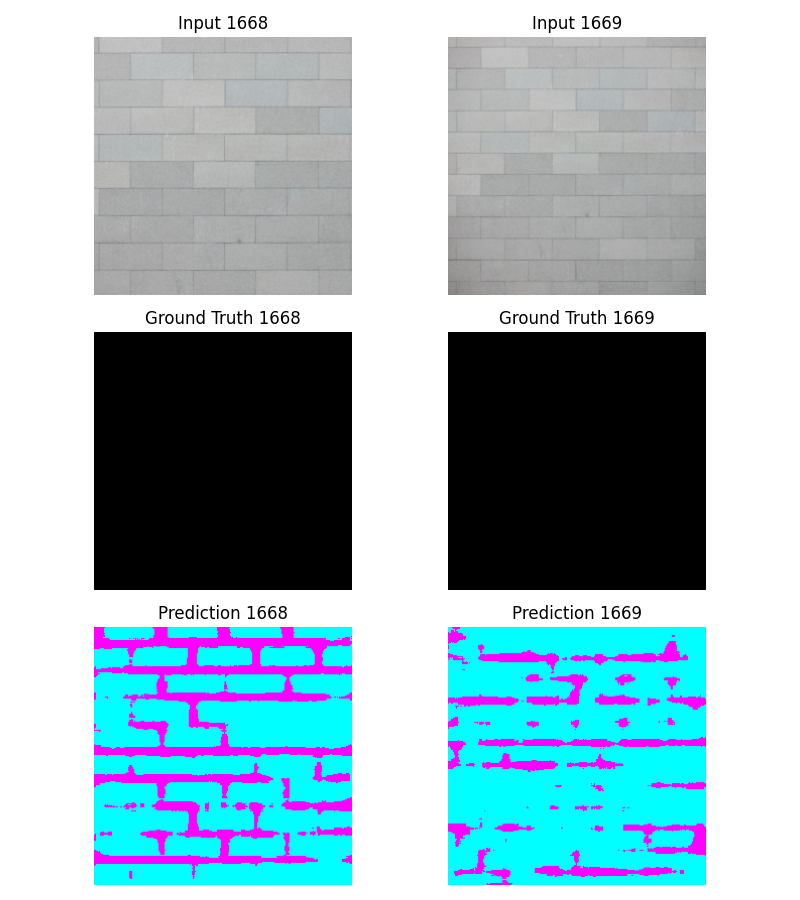 Input 1668
Input 1669
Ground Truth 1668
Ground Truth 1669
Prediction 1668
Prediction 1669